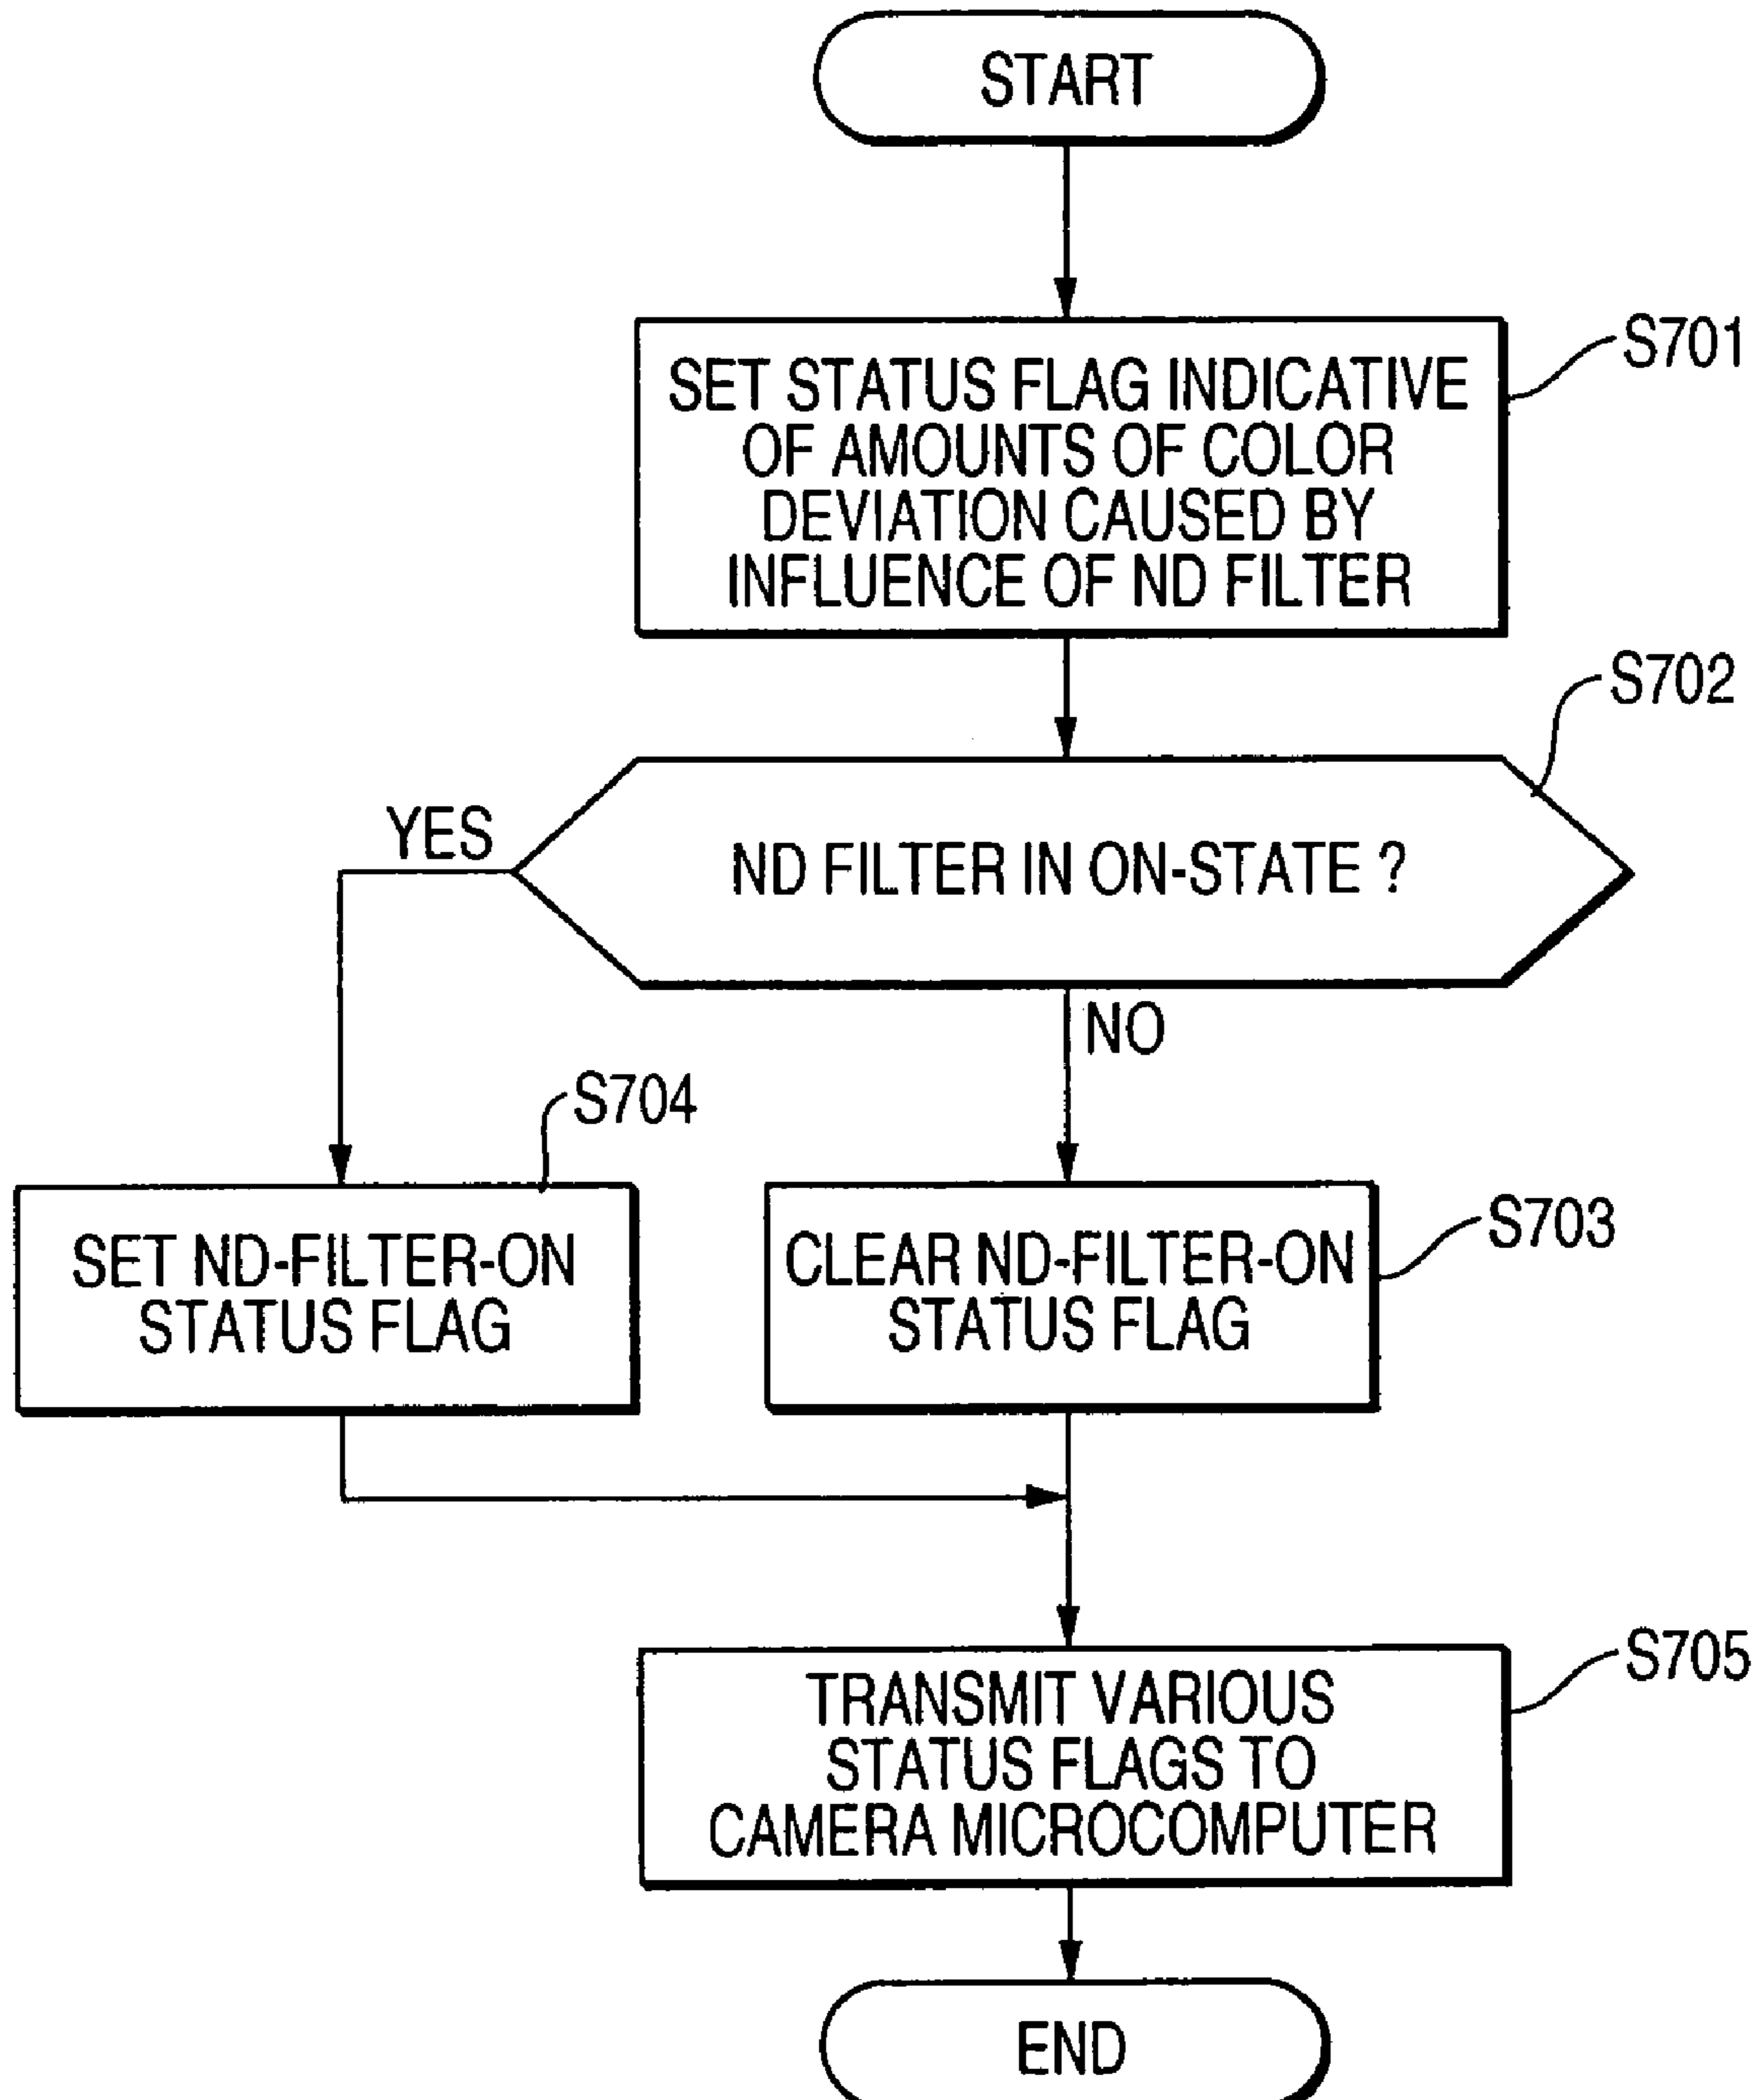 START
SET STATUS FLAG INDICATIVE
OF AMOUNTS OF COLOR
DEVIATION CAUSED BY
INFLUENCE OF ND FILTER
S701
S702
YES
ND FILTER IN ON-STATE ?
NO
S704
SET ND-FILTER-ON
STATUS FLAG
CLEAR ND-FILTER-ON
STATUS FLAG
S703
TRANSMIT VARIOUS
STATUS FLAGS TO
CAMERA MICROCOMPUTER
S705
END